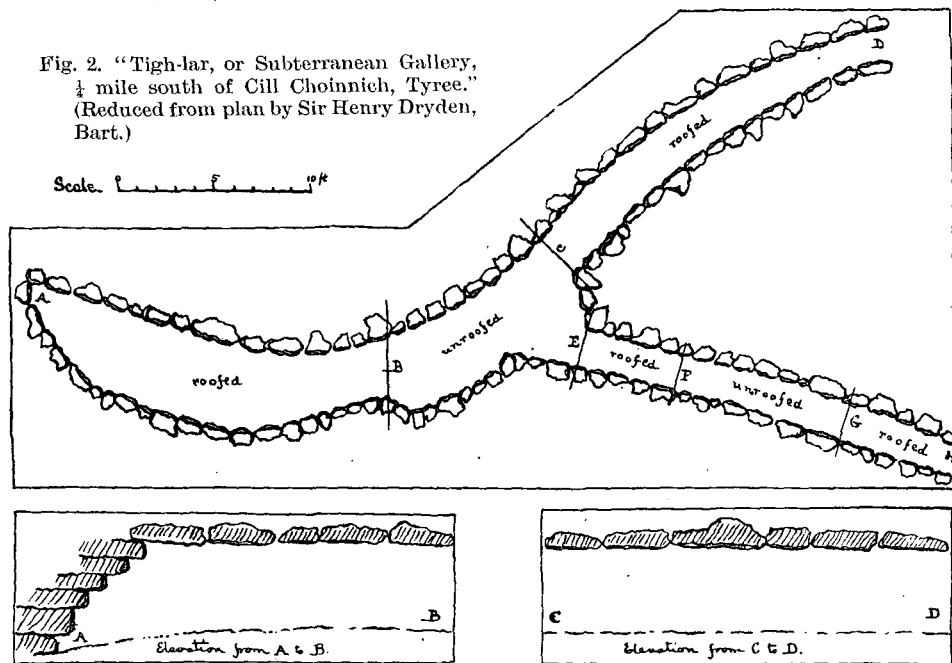 Fig. 2. “Tigh-lar, or Subterranean Gallery,
¼ mile south of Cill Choinnich, Tyree.”
(Reduced from plan by Sir Henry Dryden,
Bart.)
Scale 0 5 10 ft
D
roofed
C
A
roofed
B
unroofed
E
roofed
F
unroofed
G
roofed
H
A
B
Elevation from A to B.
C
D
Elevation from C to D.